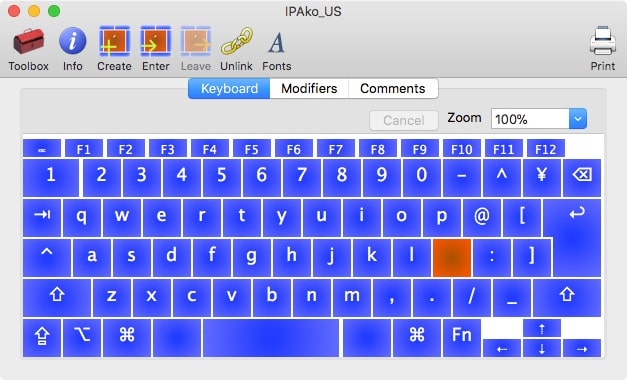 IPAko_US
Toolbox Info Create Enter Leave Unlink Fonts Print
Keyboard Modifiers Comments
Cancel Zoom 100%
esc F1 F2 F3 F4 F5 F6 F7 F8 F9 F10 F11 F12
1 2 3 4 5 6 7 8 9 0 - ^ ¥ ⌫
⇥ q w e r t y u i o p @ [ ↩
^ a s d f g h j k l : ]
⇧ z x c v b n m , . / _ ⇧
⇪ ⌥ ⌘ ⌘ Fn ⇡
⇠ ⇣ ⇢